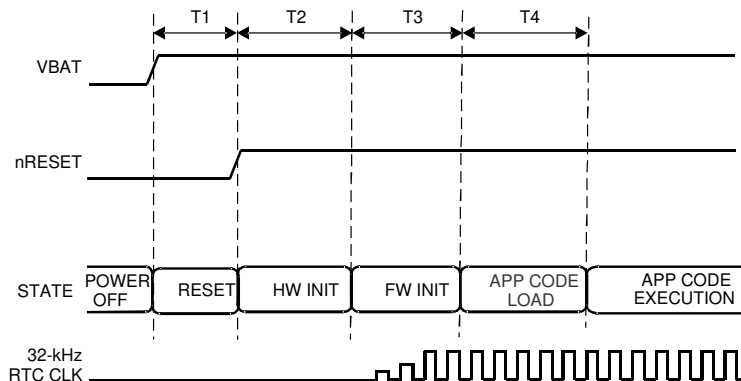 T1 T2 T3 T4
VBAT
nRESET
STATE
POWER
OFF
RESET
HW INIT
FW INIT
APP CODE
LOAD
APP CODE
EXECUTION
32-kHz
RTC CLK